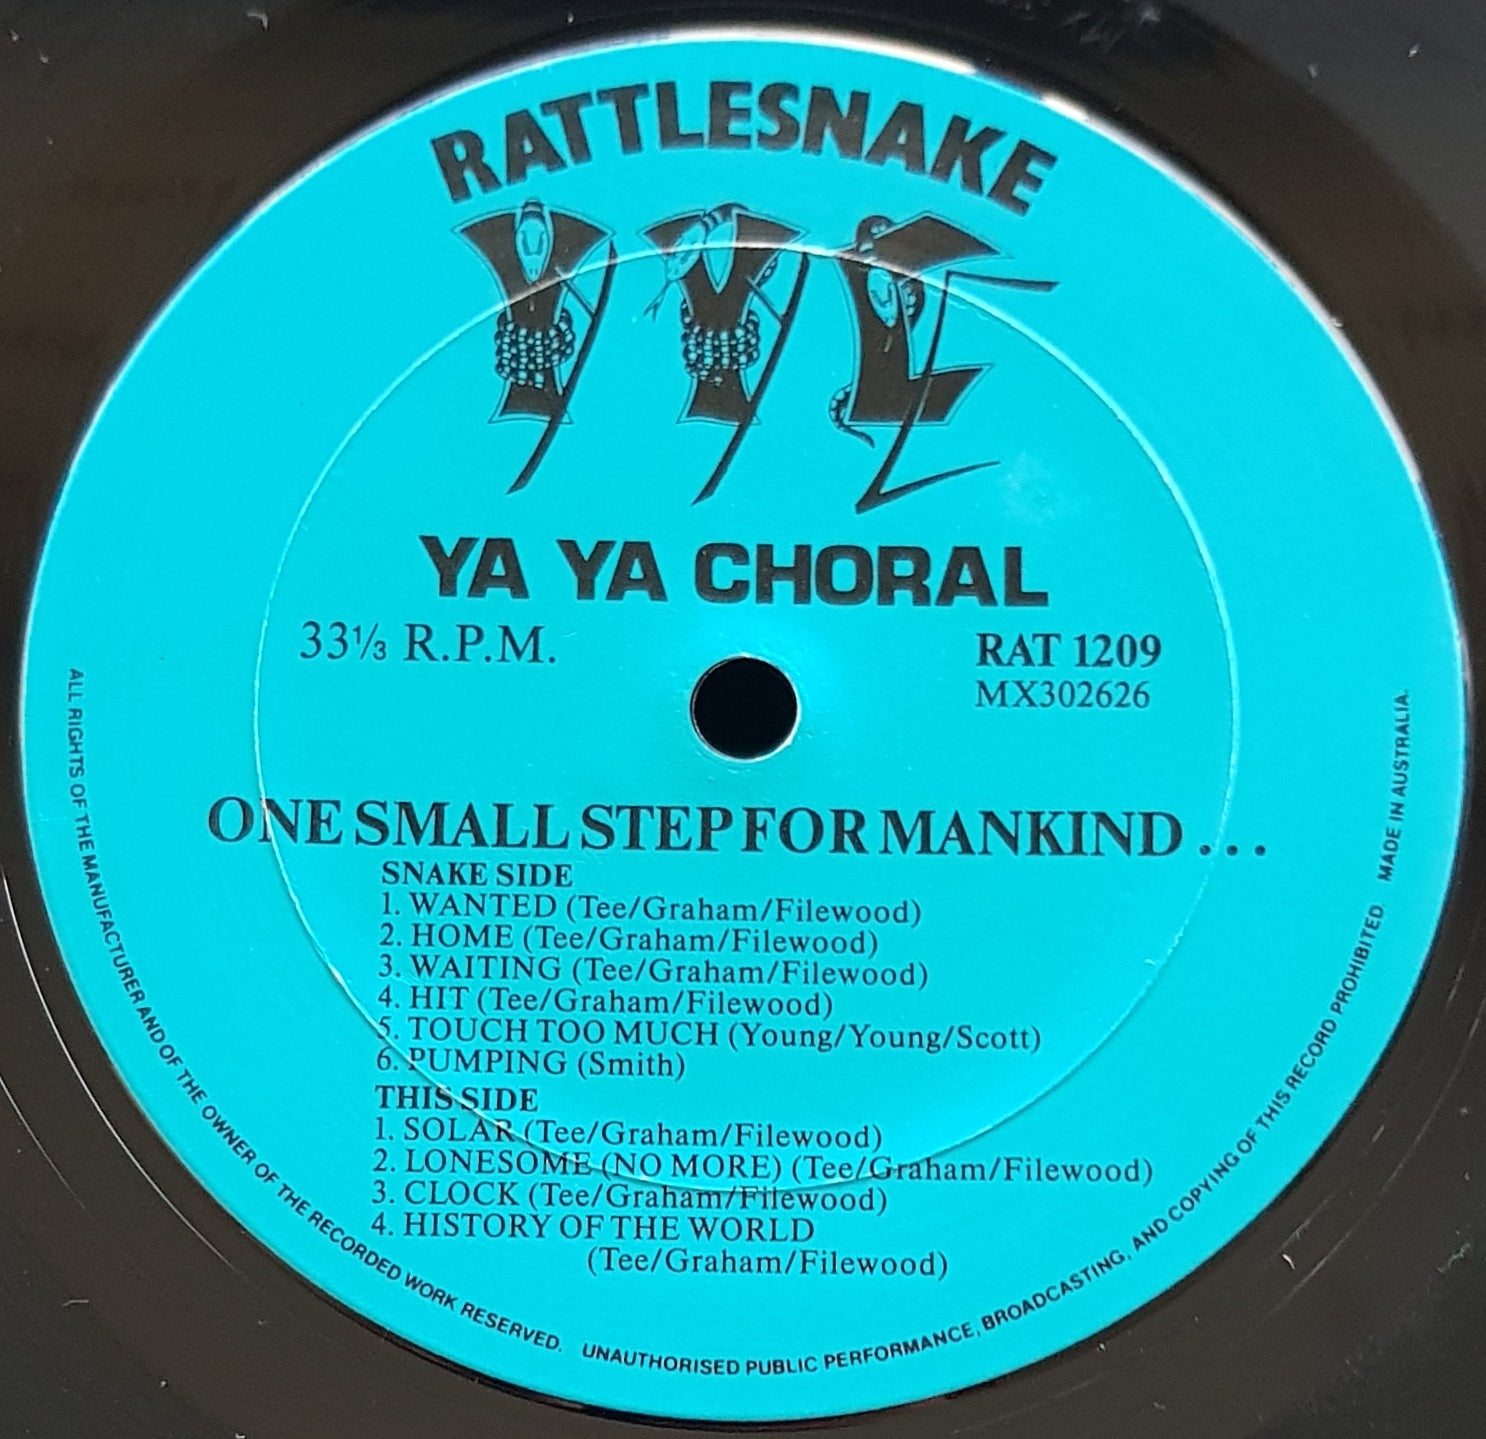 RATTLESNAKE
YYE
YA YA CHORAL
33⅓ R.P.M.
RAT 1209
MX302626
ONE SMALL STEP FOR MANKIND...
SNAKE SIDE
1. WANTED (Tee/Graham/Filewood)
2. HOME (Tee/Graham/Filewood)
3. WAITING (Tee/Graham/Filewood)
4. HIT (Tee/Graham/Filewood)
5. TOUCH TOO MUCH (Young/Young/Scott)
6. PUMPING (Smith)
THIS SIDE
1. SOLAR (Tee/Graham/Filewood)
2. LONESOME (NO MORE) (Tee/Graham/Filewood)
3. CLOCK (Tee/Graham/Filewood)
4. HISTORY OF THE WORLD
(Tee/Graham/Filewood)
ALL RIGHTS OF THE MANUFACTURER AND OF THE OWNER OF THE RECORDED WORK RESERVED. UNAUTHORISED PUBLIC PERFORMANCE, BROADCASTING, AND COPYING OF THIS RECORD PROHIBITED. MADE IN AUSTRALIA.